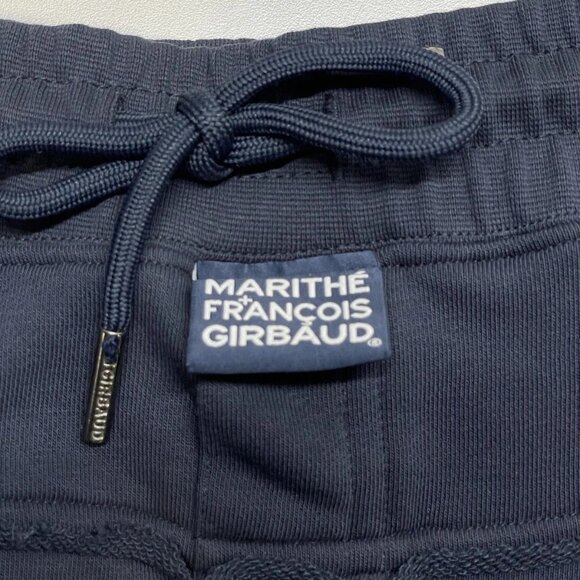 MARITHÉ
+
FRANÇOIS
GIRBAUD®
GIRBAUD